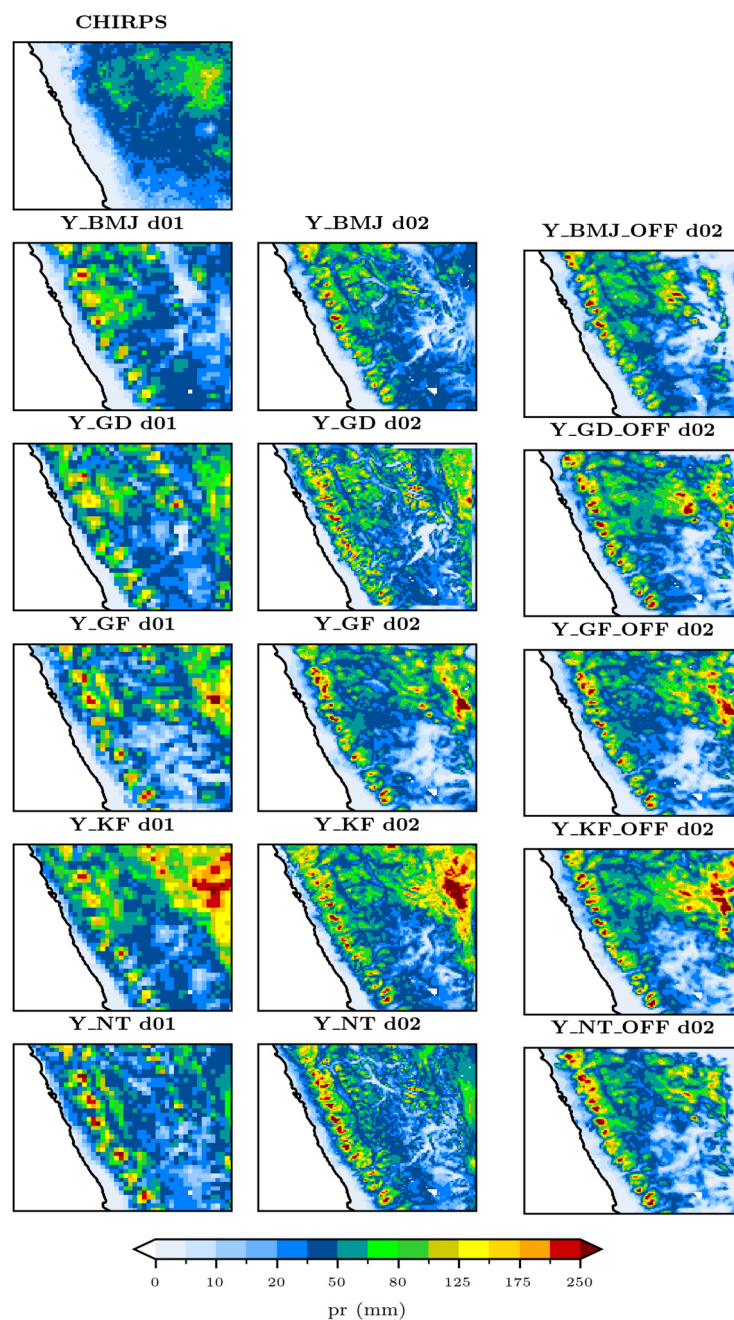 CHIRPS
Y_BMJ d01 Y_BMJ d02 Y_BMJ_OFF d02
Y_GD d01 Y_GD d02 Y_GD_OFF d02
Y_GF d01 Y_GF d02 Y_GF_OFF d02
Y_KF d01 Y_KF d02 Y_KF_OFF d02
Y_NT d01 Y_NT d02 Y_NT_OFF d02
0 10 20 50 80 125 175 250
pr (mm)